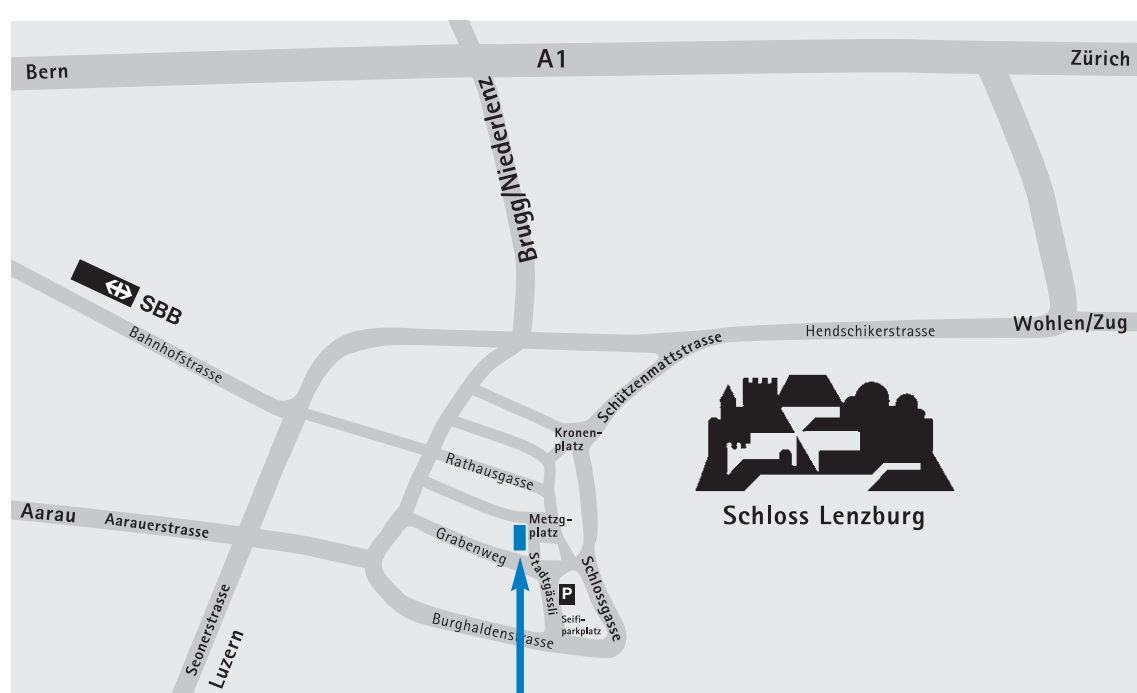 A1
Bern
Zürich
Brugg/Niederlenz
SBB
Bahnhofstrasse
Hendschikerstrasse
Wohlen/Zug
Schützenmattstrasse
Kronen-
platz
Rathausgasse
Aarau
Aarauerstrasse
Metzg-
platz
Schloss Lenzburg
Grabenweg
Stadtgässli
Schlossgasse
P
Seifi-
parkplatz
Burghaldenstrasse
Seonerstrasse
Luzern